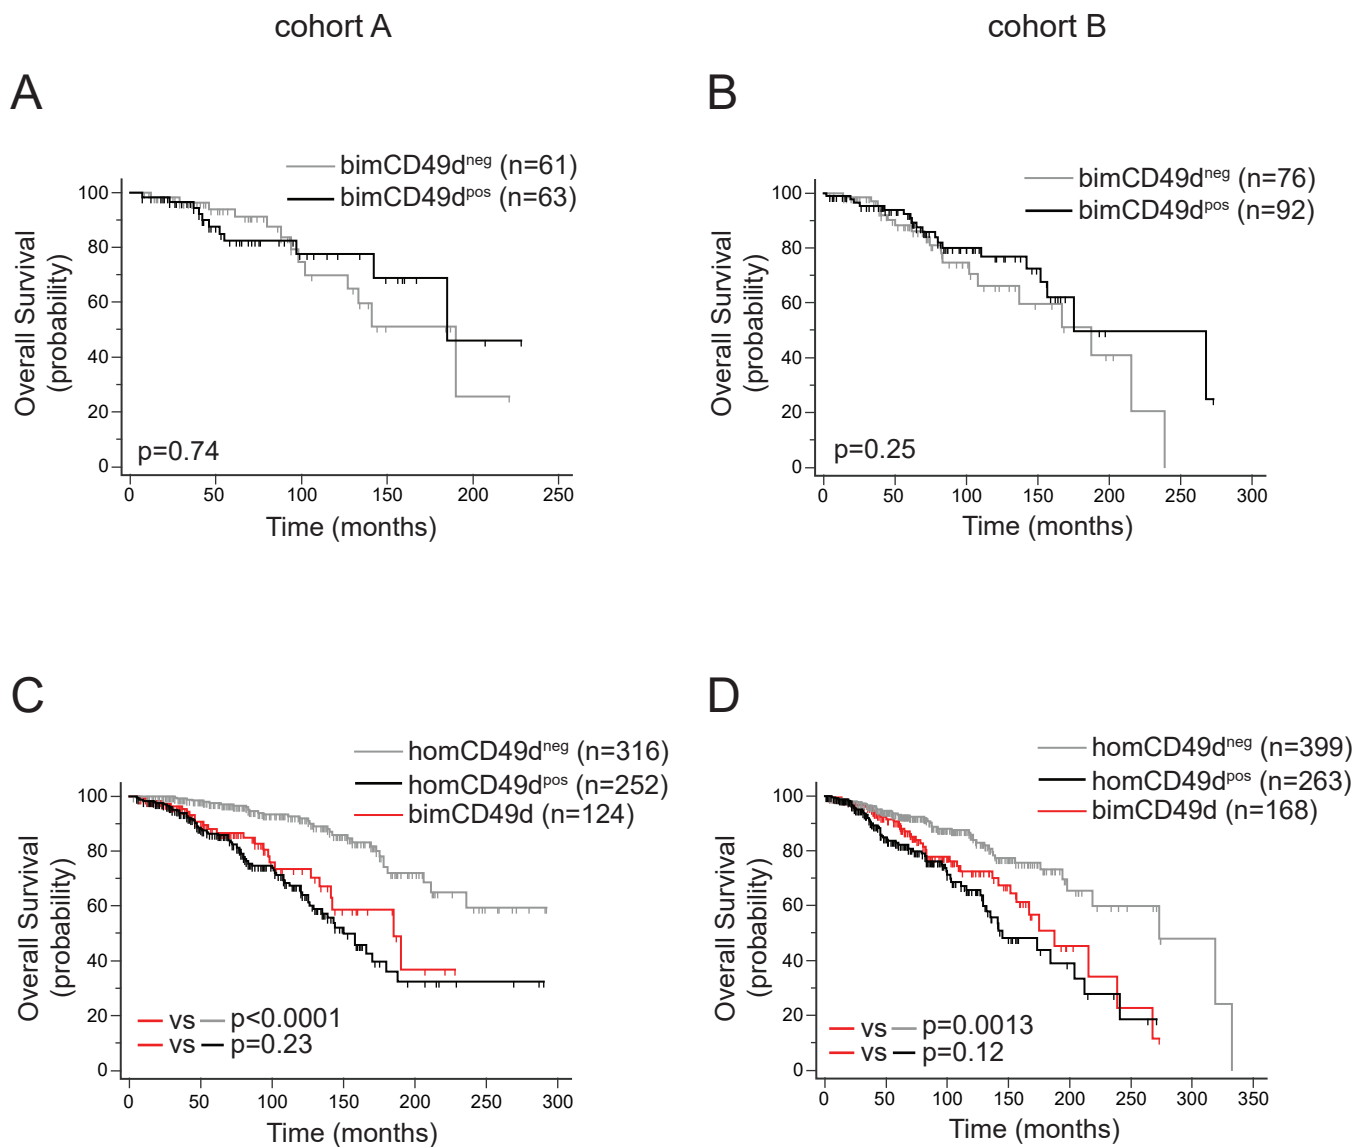 cohort A
cohort B
A
bimCD49dneg (n=61)
bimCD49dpos (n=63)
100
80
60
40
20
0
Overall Survival
(probability)
p=0.74
0 50 100 150 200 250
Time (months)
B
bimCD49dneg (n=76)
bimCD49dpos (n=92)
100
80
60
40
20
0
Overall Survival
(probability)
p=0.25
0 50 100 150 200 250 300
Time (months)
C
homCD49dneg (n=316)
homCD49dpos (n=252)
bimCD49d (n=124)
100
80
60
40
20
0
Overall Survival
(probability)
vs p<0.0001
vs p=0.23
0 50 100 150 200 250 300
Time (months)
D
homCD49dneg (n=399)
homCD49dpos (n=263)
bimCD49d (n=168)
100
80
60
40
20
0
Overall Survival
(probability)
vs p=0.0013
vs p=0.12
0 50 100 150 200 250 300 350
Time (months)